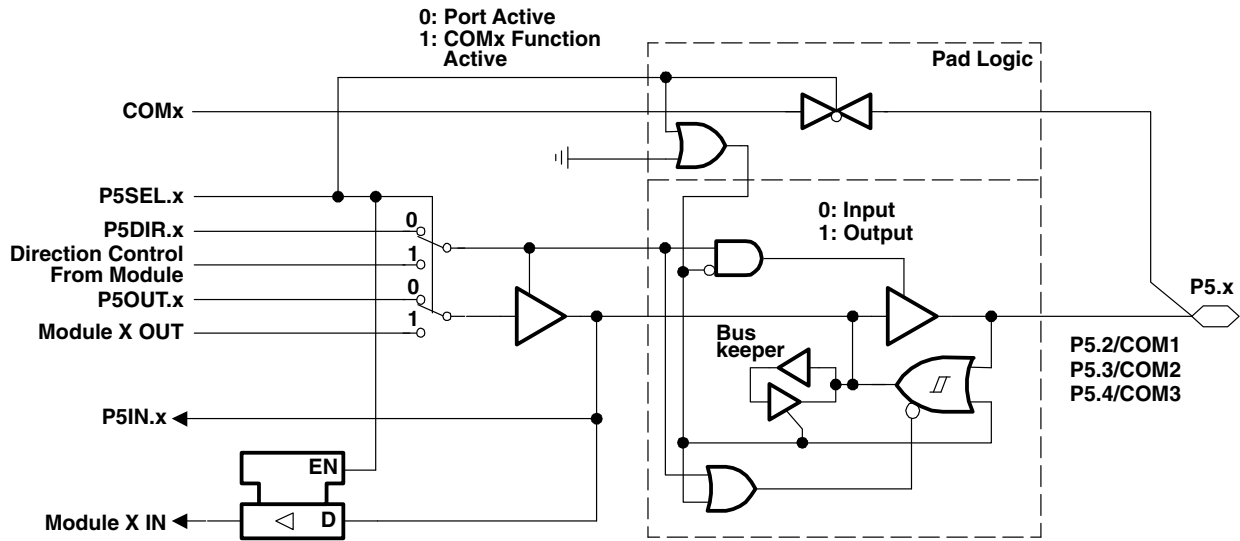 0: Port Active
1: COMx Function
Active
Pad Logic
COMx
P5SEL.x
P5DIR.x
0
Direction Control
From Module
1
P5OUT.x
0
Module X OUT
1
0: Input
1: Output
P5.x
Bus
keeper
P5.2/COM1
P5.3/COM2
P5.4/COM3
P5IN.x
EN
D
Module X IN